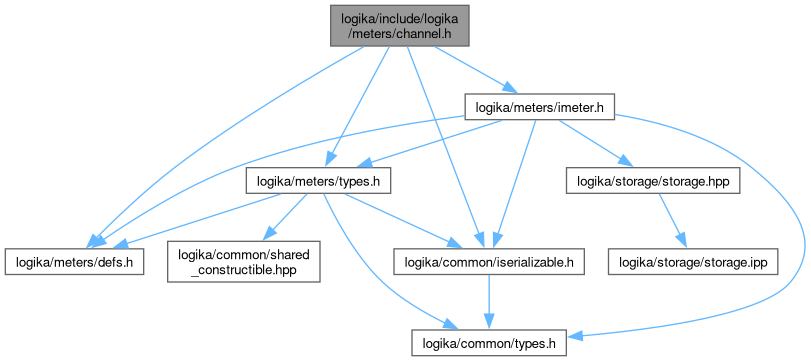 logika/include/logika
/meters/channel.h
logika/meters/imeter.h
logika/meters/types.h
logika/storage/storage.hpp
logika/meters/defs.h
logika/common/shared
_constructible.hpp
logika/common/iserializable.h
logika/storage/storage.ipp
logika/common/types.h